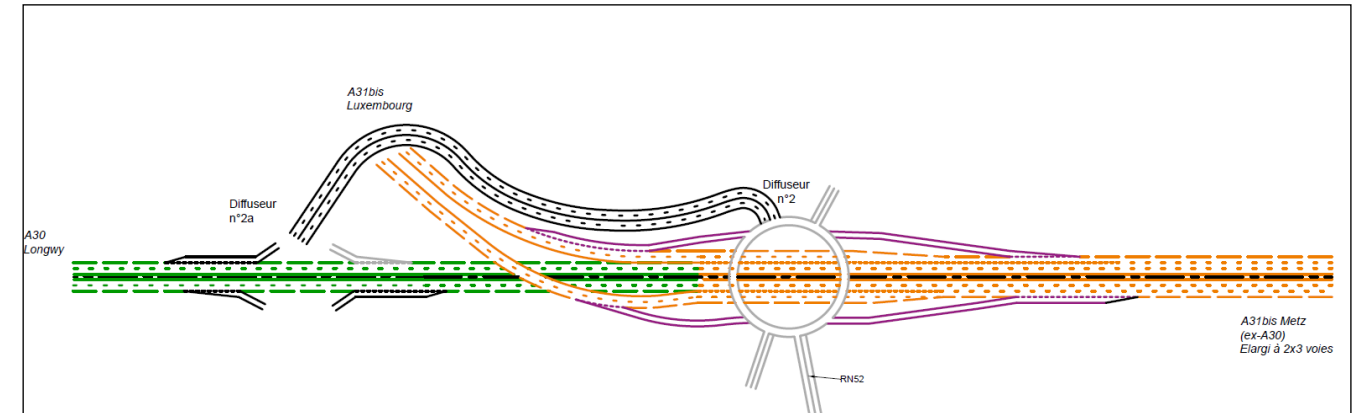 A31bis
Luxembourg
Diffuseur
n°2
Diffuseur
n°2a
A30
Longwy
A31bis Metz
(ex-A30)
Elargi à 2x3 voies
RN52